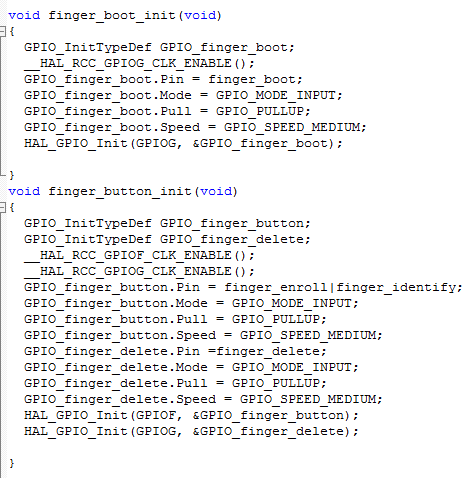 void finger_boot_init(void)
{
GPIO_InitTypeDef GPIO_finger_boot;
__HAL_RCC_GPIOG_CLK_ENABLE();
GPIO_finger_boot.Pin = finger_boot;
GPIO_finger_boot.Mode = GPIO_MODE_INPUT;
GPIO_finger_boot.Pull = GPIO_PULLUP;
GPIO_finger_boot.Speed = GPIO_SPEED_MEDIUM;
HAL_GPIO_Init(GPIOG, &GPIO_finger_boot);
}
void finger_button_init(void)
{
GPIO_InitTypeDef GPIO_finger_button;
GPIO_InitTypeDef GPIO_finger_delete;
__HAL_RCC_GPIOF_CLK_ENABLE();
__HAL_RCC_GPIOG_CLK_ENABLE();
GPIO_finger_button.Pin = finger_enroll|finger_identify;
GPIO_finger_button.Mode = GPIO_MODE_INPUT;
GPIO_finger_button.Pull = GPIO_PULLUP;
GPIO_finger_button.Speed = GPIO_SPEED_MEDIUM;
GPIO_finger_delete.Pin =finger_delete;
GPIO_finger_delete.Mode = GPIO_MODE_INPUT;
GPIO_finger_delete.Pull = GPIO_PULLUP;
GPIO_finger_delete.Speed = GPIO_SPEED_MEDIUM;
HAL_GPIO_Init(GPIOF, &GPIO_finger_button);
HAL_GPIO_Init(GPIOG, &GPIO_finger_delete);
}